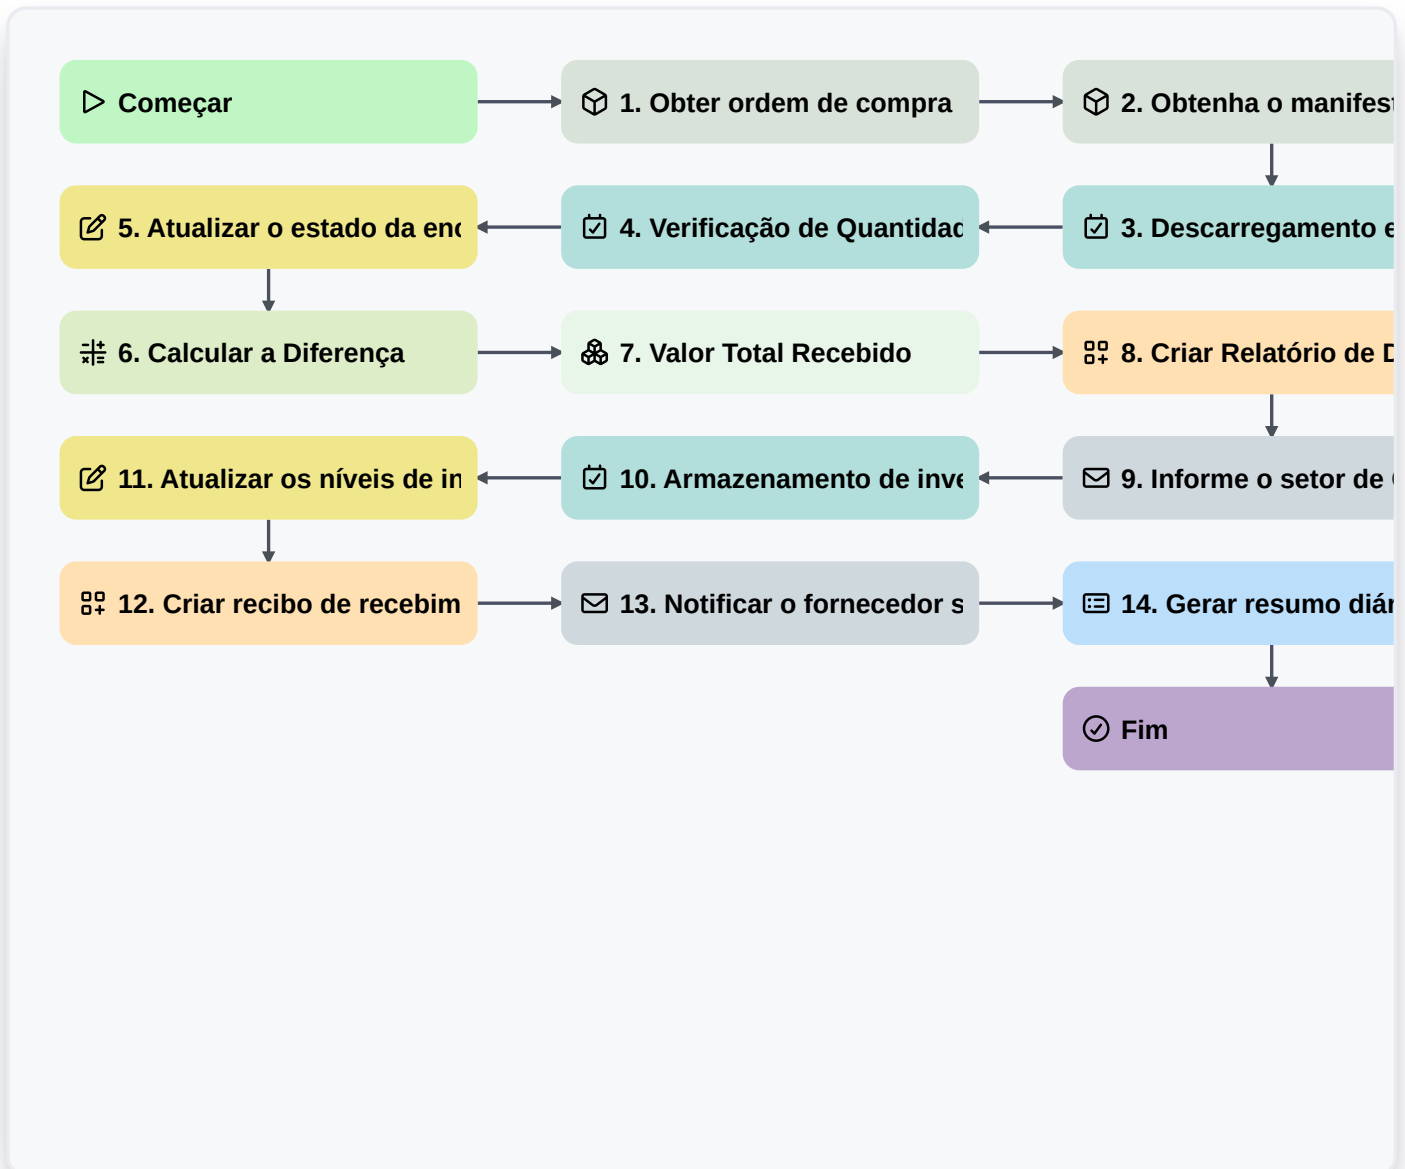 Começar
1. Obter ordem de compra
2. Obtenha o manifest
5. Atualizar o estado da enc
4. Verificação de Quantidad
3. Descarregamento e
6. Calcular a Diferença
7. Valor Total Recebido
8. Criar Relatório de D
11. Atualizar os níveis de in
10. Armazenamento de inve
9. Informe o setor de
12. Criar recibo de recebim
13. Notificar o fornecedor s
14. Gerar resumo diár
Fim